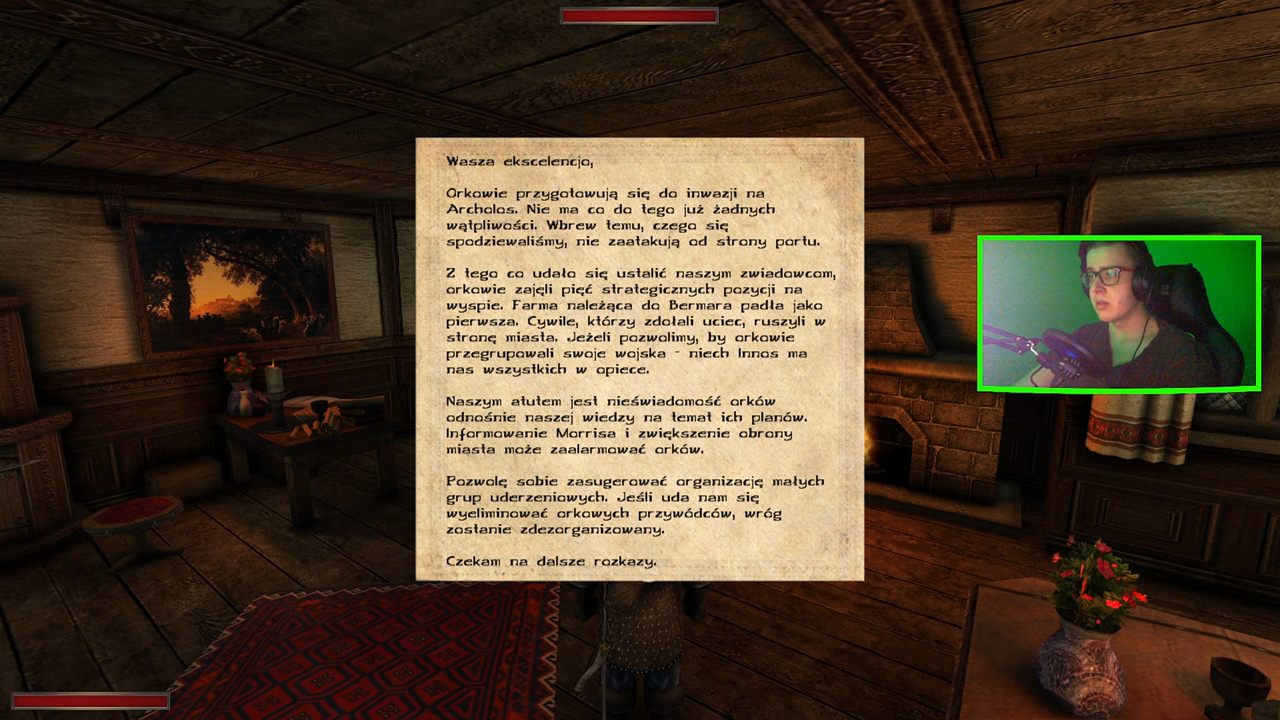 Wasza ekscelencjo,
Orkowie przygotowują się do inwazji na
Archolos. Nie ma co do tego już żadnych
wątpliwości. Wbrew temu, czego się
spodziewaliśmy, nie zaatakują od strony portu.
Z tego co udało się ustalić naszym zwiadowcom,
orkowie zajęli pięć strategicznych pozycji na
wyspie. Farma należąca do Bermara padła jako
pierwsza. Cywile, którzy zdołali uciec, ruszyli w
stronę miasta. Jeżeli pozwolimy, by orkowie
przegrupowali swoje wojska - niech Innos ma
nas wszystkich w opiece.
Naszym atutem jest nieświadomość orków
odnośnie naszej wiedzy na temat ich planów.
Informowanie Morrisa i zwiększenie obrony
miasta może zaalarmować orków.
Pozwolę sobie zasugerować organizację małych
grup uderzeniowych. Jeśli uda nam się
wyeliminować orkowych przywódców, wróg
zostanie zdezorganizowany.
Czekam na dalsze rozkazy.